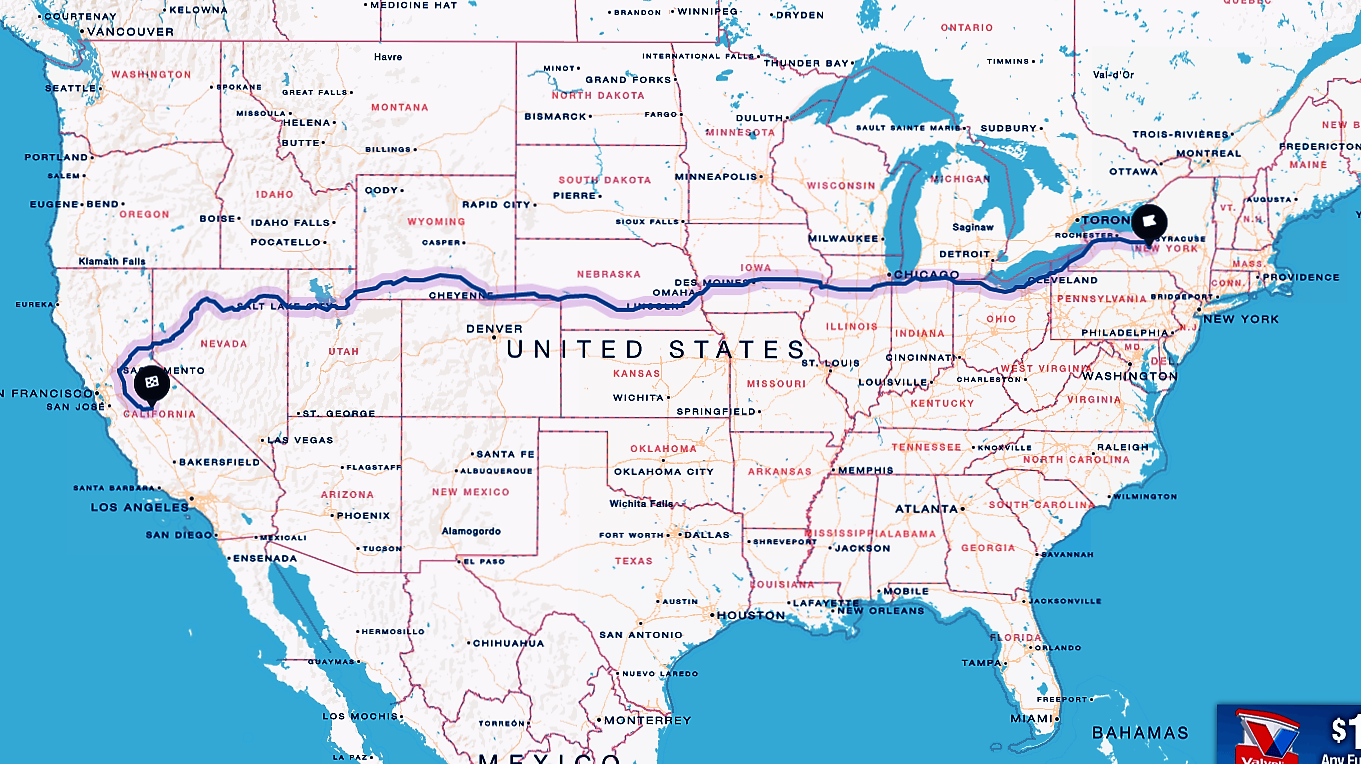 QUEBEC
COURTENAY
KELOWNA
MEDICINE HAT
BRANDON
WINNIPEG
DRYDEN
ONTARIO
VANCOUVER
Havre
INTERNATIONAL FALLS
THUNDER BAY
TIMMINS
Val-d'Or
WASHINGTON
MINOT
GRAND FORKS
SEATTLE
SPOKANE
GREAT FALLS
MONTANA
NORTH DAKOTA
MISSOULA
HELENA
BISMARCK
FARGO
DULUTH
MINNESOTA
SAULT SAINTE MARIE
SUDBURY
TROIS-RIVIÈRES
NEW B
BUTTE
BILLINGS
MONTREAL
FREDERICTON
PORTLAND
SALEM
MINNEAPOLIS
OTTAWA
MAINE
IDAHO
CODY
SOUTH DAKOTA
PIERRE
WISCONSIN
MICHIGAN
EUGENE
BEND
OREGON
BOISE
IDAHO FALLS
WYOMING
RAPID CITY
SIOUX FALLS
AUGUSTA
VT.
N.H.
TORON
POCATELLO
CASPER
MILWAUKEE
Saginaw
ROCHESTER
SYRACUSE
NEW YORK
Klamath Falls
DETROIT
MASS.
NEBRASKA
IOWA
DES MOINES
CHICAGO
CLEVELAND
PROVIDENCE
CONN.
EUREKA
SALT LAKE CITY
CHEYENNE
OMAHA
LINCOLN
PENNSYLVANIA
BRIDGEPORT
NEW YORK
NEVADA
UTAH
DENVER
UNITED STATES
ILLINOIS
INDIANA
OHIO
PHILADELPHIA
N.J.
MD.
DEL
SA
MENTO
KANSAS
ST. LOUIS
CINCINNATI
WEST VIRGINIA
WASHINGTON
N FRANCISCO
SAN JOSÉ
CALIFORNIA
ST. GEORGE
WICHITA
MISSOURI
SPRINGFIELD
LOUISVILLE
CHARLESTON
KENTUCKY
VIRGINIA
LAS VEGAS
BAKERSFIELD
FLAGSTAFF
SANTA FE
ALBUQUERQUE
OKLAHOMA
OKLAHOMA CITY
ARKANSAS
MEMPHIS
TENNESSEE
KNOXVILLE
RALEIGH
NORTH CAROLINA
SANTA BARBARA
LOS ANGELES
ARIZONA
PHOENIX
NEW MEXICO
Wichita Falls
ATLANTA
SOUTH CAROLINA
WILMINGTON
SAN DIEGO
MEXICALI
TUCSON
Alamogordo
FORT WORTH
DALLAS
SHREVEPORT
MISSISSIPPI
ALABAMA
JACKSON
GEORGIA
SAVANNAH
ENSENADA
EL PASO
TEXAS
LOUISIANA
AUSTIN
HOUSTON
LAFAYETTE
NEW ORLEANS
MOBILE
JACKSONVILLE
HERMOSILLO
CHIHUAHUA
SAN ANTONIO
FLORIDA
ORLANDO
GUAYMAS
NUEVO LAREDO
TAMPA
LOS MOCHIS
TORREÓN
MONTERREY
FREEPORT
MIAMI
BAHAMAS
LA PAZ
MEXICO
$1
Any Fu